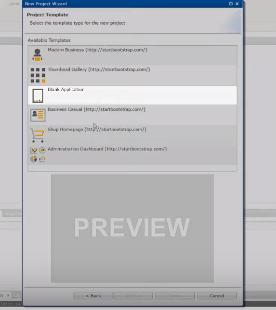 New Project Wizard
Project Template
Select the template type for the new project
Available Templates
Modern Business [http://startbootstrap.com/]
Thumbnail Gallery [http://startbootstrap.com/]
Blank Application
Business Casual [http://startbootstrap.com/]
Shop Homepage [http://startbootstrap.com/]
Administration Dashboard [http://startbootstrap.com/]
PREVIEW
< Back
Cancel